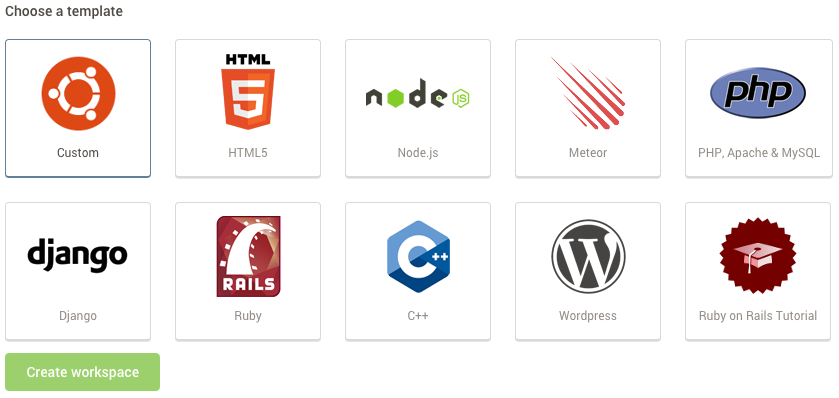 Choose a template
HTML
5
node JS
php
Custom
HTML5
Node.js
Meteor
PHP, Apache & MySQL
django
RAILS
C++
W
Django
Ruby
C++
Wordpress
Ruby on Rails Tutorial
Create workspace